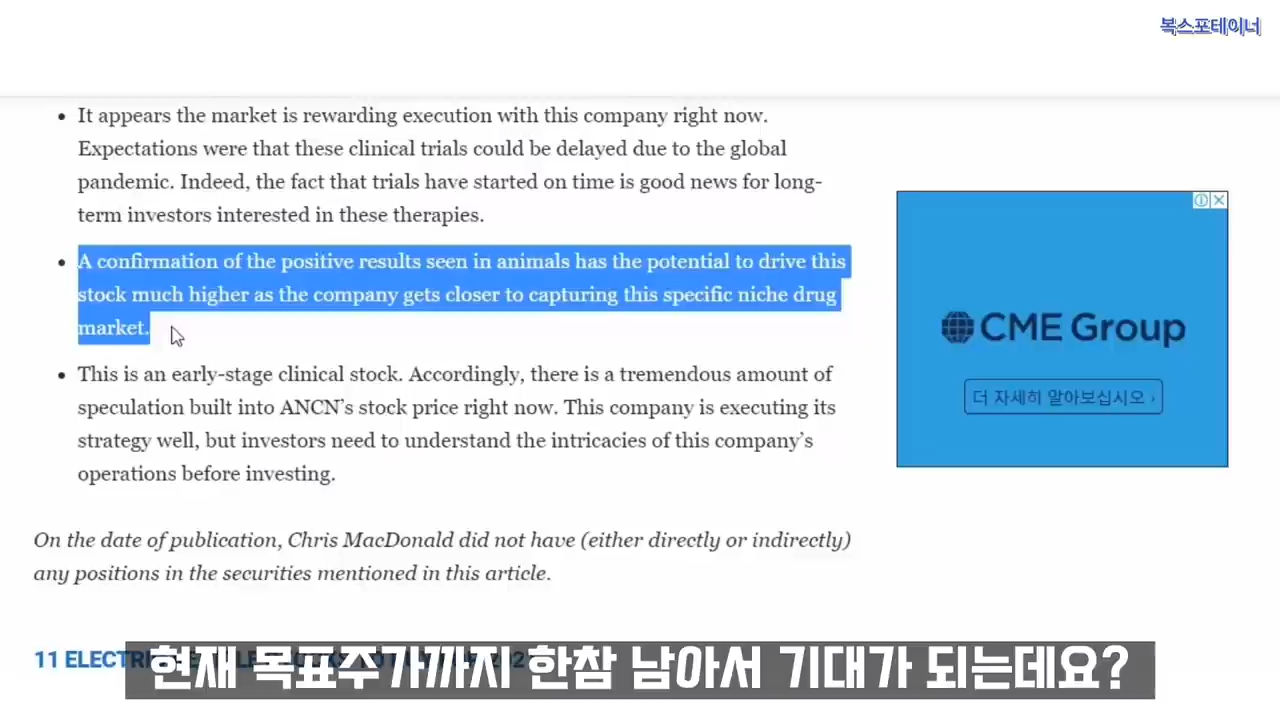 복스포테이너
It appears the market is rewarding execution with this company right now.
Expectations were that these clinical trials could be delayed due to the global
pandemic. Indeed, the fact that trials have started on time is good news for long-
term investors interested in these therapies.
A confirmation of the positive results seen in animals has the potential to drive this
stock much higher as the company gets closer to capturing this specific niche drug
market.
This is an early-stage clinical stock. Accordingly, there is a tremendous amount of
speculation built into ANCN’s stock price right now. This company is executing its
strategy well, but investors need to understand the intricacies of this company’s
operations before investing.
CME Group
더 자세히 알아보십시오 ›
On the date of publication, Chris MacDonald did not have (either directly or indirectly)
any positions in the securities mentioned in this article.
11
현재 목표주가까지 한참 남아서 기대가 되는데요?